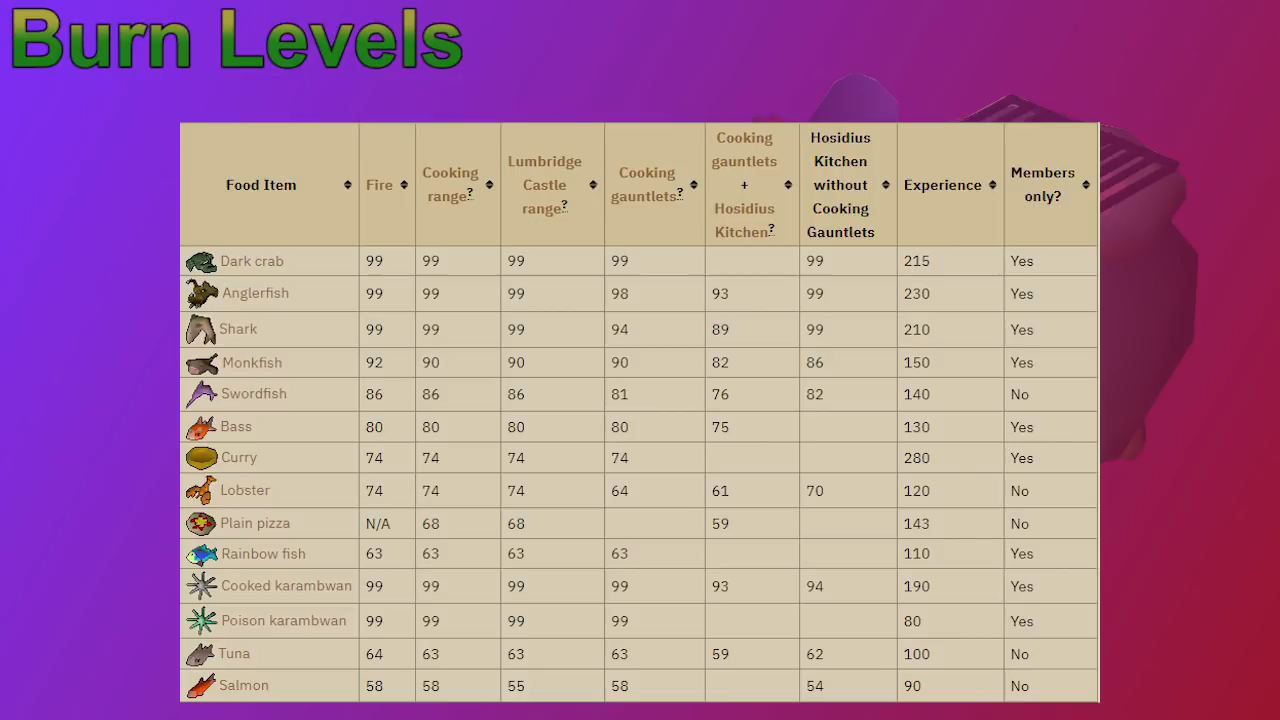 Burn Levels
Food Item Fire Cooking range? Lumbridge Castle range? Cooking gauntlets? Cooking gauntlets + Hosidius Kitchen? Hosidius Kitchen without Cooking Gauntlets Experience Members only?
Dark crab 99 99 99 99 99 215 Yes
Anglerfish 99 99 99 98 93 99 230 Yes
Shark 99 99 99 94 89 99 210 Yes
Monkfish 92 90 90 90 82 86 150 Yes
Swordfish 86 86 86 81 76 82 140 No
Bass 80 80 80 80 75 130 Yes
Curry 74 74 74 74 280 Yes
Lobster 74 74 74 64 61 70 120 No
Plain pizza N/A 68 68 59 143 No
Rainbow fish 63 63 63 63 110 Yes
Cooked karambwan 99 99 99 99 93 94 190 Yes
Poison karambwan 99 99 99 99 80 Yes
Tuna 64 63 63 63 59 62 100 No
Salmon 58 58 55 58 54 90 No